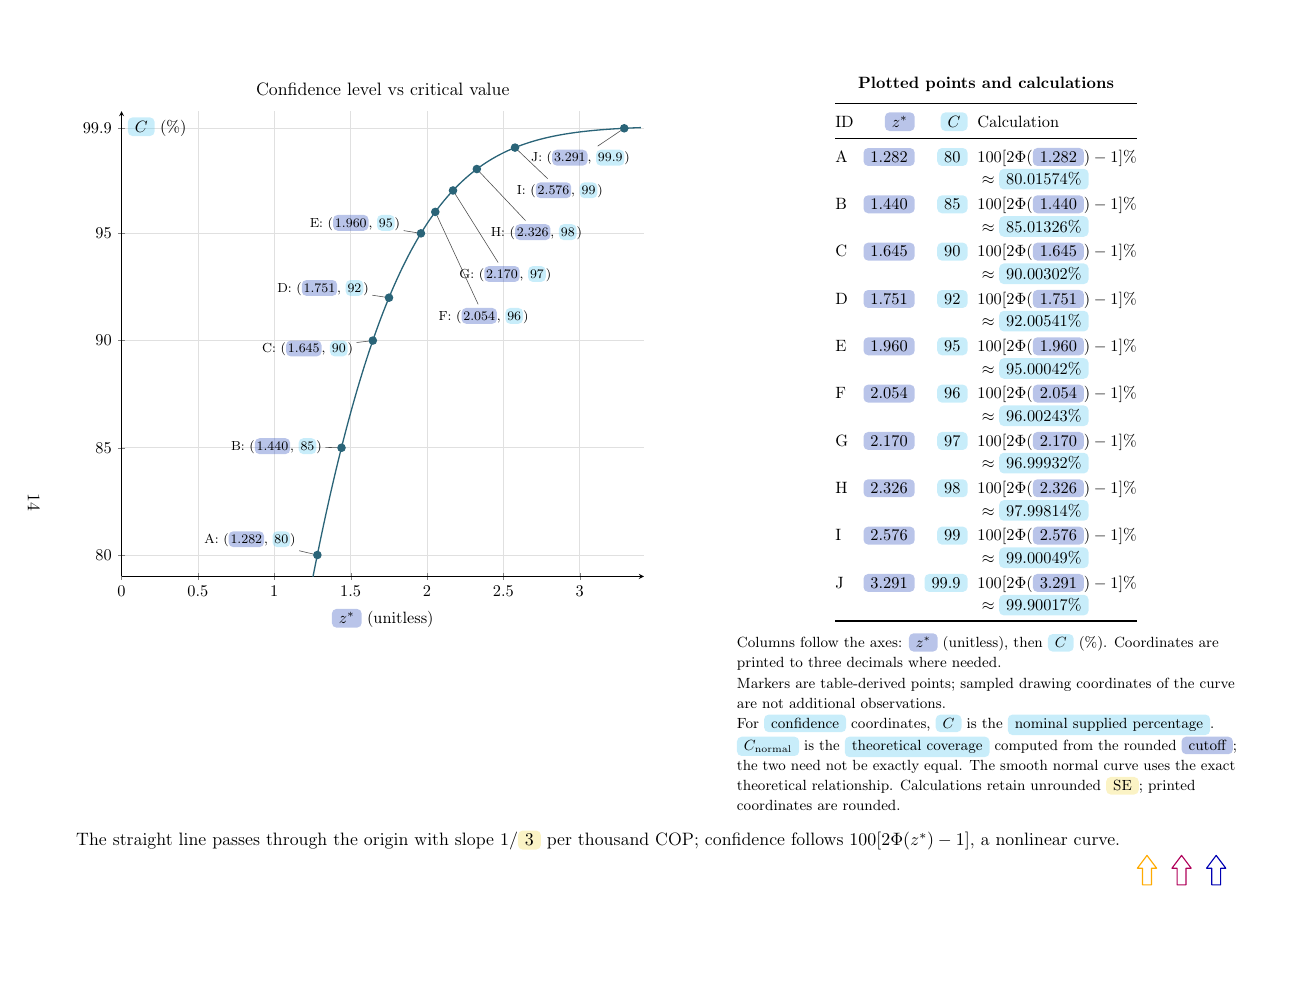 Confidence level vs critical value
C (%)
99.9
95
90
85
80
0 0.5 1 1.5 2 2.5 3
z* (unitless)
J: (3.291, 99.9)
I: (2.576, 99)
H: (2.326, 98)
G: (2.170, 97)
F: (2.054, 96)
E: (1.960, 95)
D: (1.751, 92)
C: (1.645, 90)
B: (1.440, 85)
A: (1.282, 80)
14
Plotted points and calculations
ID z* C Calculation
A 1.282 80 100[2Φ(1.282) − 1]%
≈ 80.01574%
B 1.440 85 100[2Φ(1.440) − 1]%
≈ 85.01326%
C 1.645 90 100[2Φ(1.645) − 1]%
≈ 90.00302%
D 1.751 92 100[2Φ(1.751) − 1]%
≈ 92.00541%
E 1.960 95 100[2Φ(1.960) − 1]%
≈ 95.00042%
F 2.054 96 100[2Φ(2.054) − 1]%
≈ 96.00243%
G 2.170 97 100[2Φ(2.170) − 1]%
≈ 96.99932%
H 2.326 98 100[2Φ(2.326) − 1]%
≈ 97.99814%
I 2.576 99 100[2Φ(2.576) − 1]%
≈ 99.00049%
J 3.291 99.9 100[2Φ(3.291) − 1]%
≈ 99.90017%
Columns follow the axes: z* (unitless), then C (%). Coordinates are
printed to three decimals where needed.
Markers are table-derived points; sampled drawing coordinates of the curve
are not additional observations.
For confidence coordinates, C is the nominal supplied percentage.
C_normal is the theoretical coverage computed from the rounded cutoff;
the two need not be exactly equal. The smooth normal curve uses the exact
theoretical relationship. Calculations retain unrounded SE; printed
coordinates are rounded.
The straight line passes through the origin with slope 1/3 per thousand COP; confidence follows 100[2Φ(z*) − 1], a nonlinear curve.